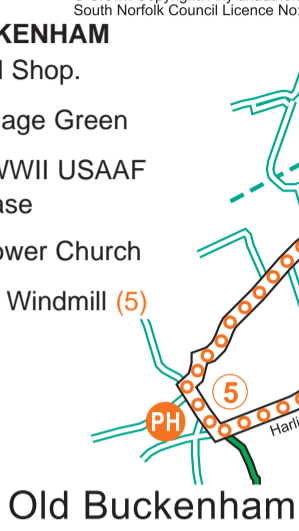 South Norfolk Council Licence No:
KENHAM
Shop.
age Green
WWII USAAF
ase
ower Church
Windmill (5)
5
PH
Harli
Old Buckenham